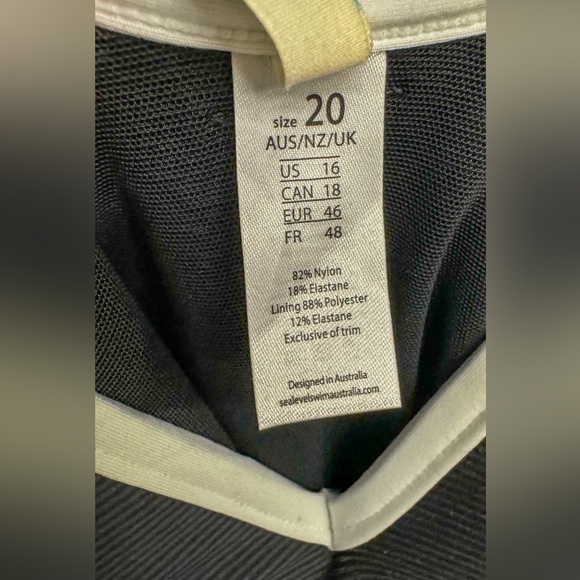 size 20
AUS/NZ/UK
US 16
CAN 18
EUR 46
FR 48
82% Nylon
18% Elastane
Lining 88% Polyester
12% Elastane
Exclusive of trim
Designed in Australia
sealevelswimaustralia.com